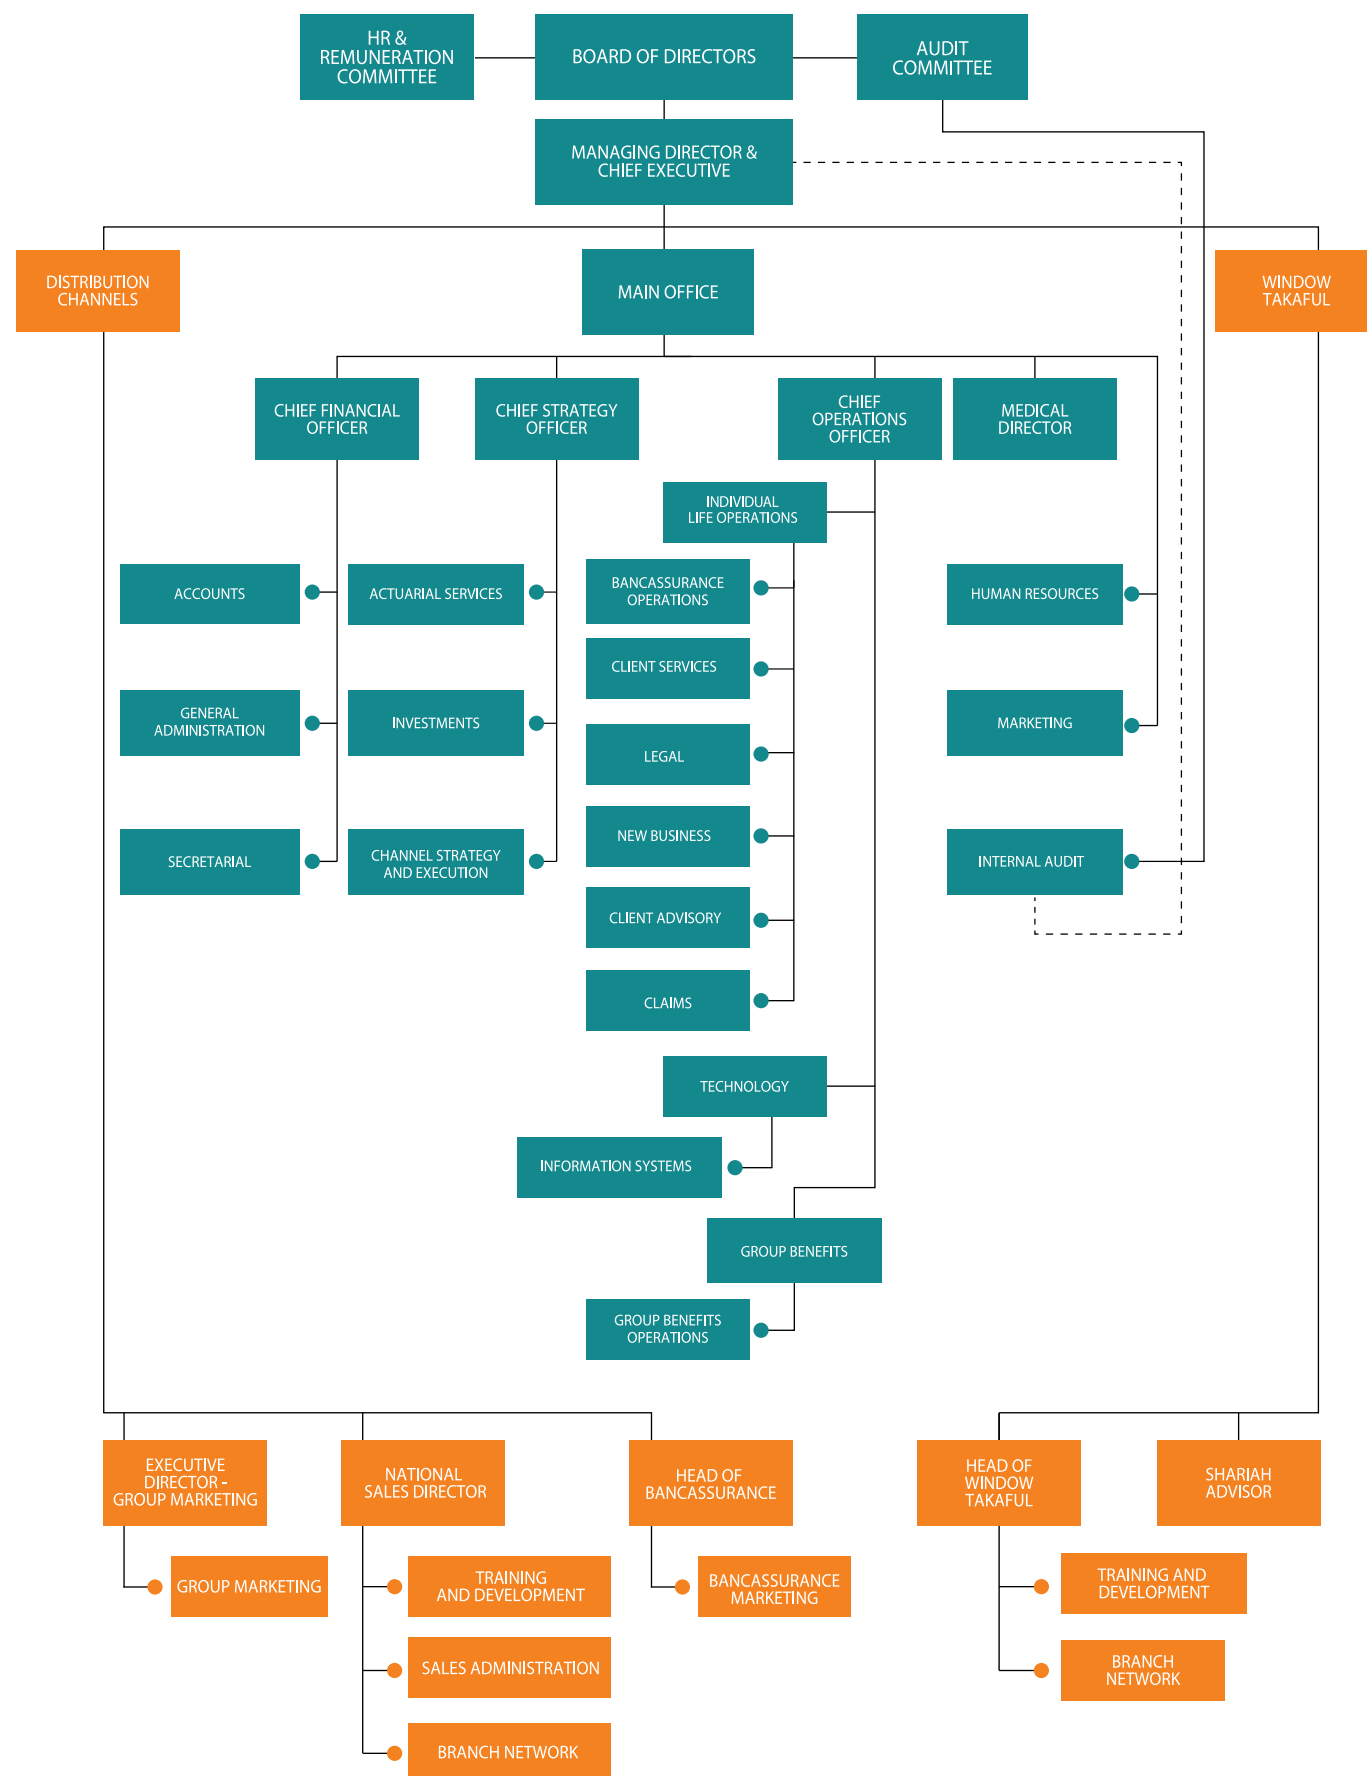 HR &
REMUNERATION
COMMITTEE
BOARD OF DIRECTORS
AUDIT
COMMITTEE
MANAGING DIRECTOR &
CHIEF EXECUTIVE
DISTRIBUTION
CHANNELS
MAIN OFFICE
WINDOW
TAKAFUL
CHIEF FINANCIAL
OFFICER
CHIEF STRATEGY
OFFICER
CHIEF
OPERATIONS
OFFICER
MEDICAL
DIRECTOR
INDIVIDUAL
LIFE OPERATIONS
ACCOUNTS
ACTUARIAL SERVICES
BANCASSURANCE
OPERATIONS
HUMAN RESOURCES
CLIENT SERVICES
GENERAL
ADMINISTRATION
INVESTMENTS
MARKETING
LEGAL
NEW BUSINESS
SECRETARIAL
CHANNEL STRATEGY
AND EXECUTION
INTERNAL AUDIT
CLIENT ADVISORY
CLAIMS
TECHNOLOGY
INFORMATION SYSTEMS
GROUP BENEFITS
GROUP BENEFITS
OPERATIONS
EXECUTIVE
DIRECTOR -
GROUP MARKETING
NATIONAL
SALES DIRECTOR
HEAD OF
BANCASSURANCE
HEAD OF
WINDOW
TAKAFUL
SHARIAH
ADVISOR
GROUP MARKETING
TRAINING
AND DEVELOPMENT
BANCASSURANCE
MARKETING
TRAINING AND
DEVELOPMENT
SALES ADMINISTRATION
BRANCH
NETWORK
BRANCH NETWORK